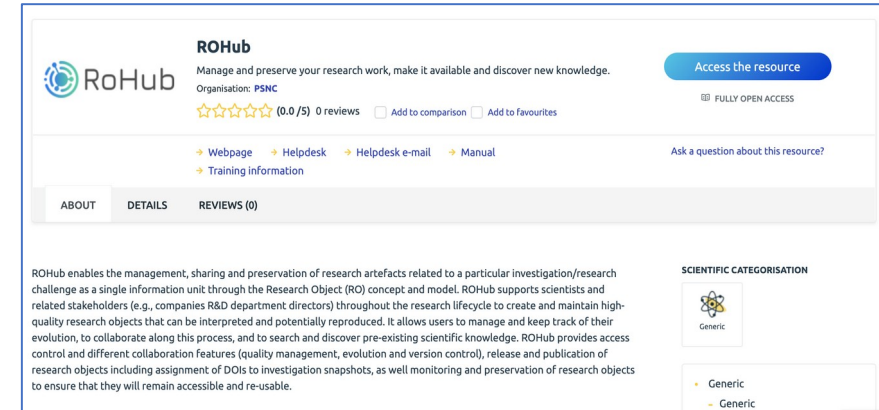 RoHub
ROHub
Manage and preserve your research work, make it available and discover new knowledge.
Organisation: PSNC
(0.0 /5) 0 reviews Add to comparison Add to favourites
Access the resource
FULLY OPEN ACCESS
→ Webpage → Helpdesk → Helpdesk e-mail → Manual
→ Training information
Ask a question about this resource?
ABOUT DETAILS REVIEWS (0)
ROHub enables the management, sharing and preservation of research artefacts related to a particular investigation/research
challenge as a single information unit through the Research Object (RO) concept and model. ROHub supports scientists and
related stakeholders (e.g., companies R&D department directors) throughout the research lifecycle to create and maintain high-
quality research objects that can be interpreted and potentially reproduced. It allows users to manage and keep track of their
evolution, to collaborate along this process, and to search and discover pre-existing scientific knowledge. ROHub provides access
control and different collaboration features (quality management, evolution and version control), release and publication of
research objects including assignment of DOIs to investigation snapshots, as well monitoring and preservation of research objects
to ensure that they will remain accessible and re-usable.
SCIENTIFIC CATEGORISATION
Generic
• Generic
– Generic